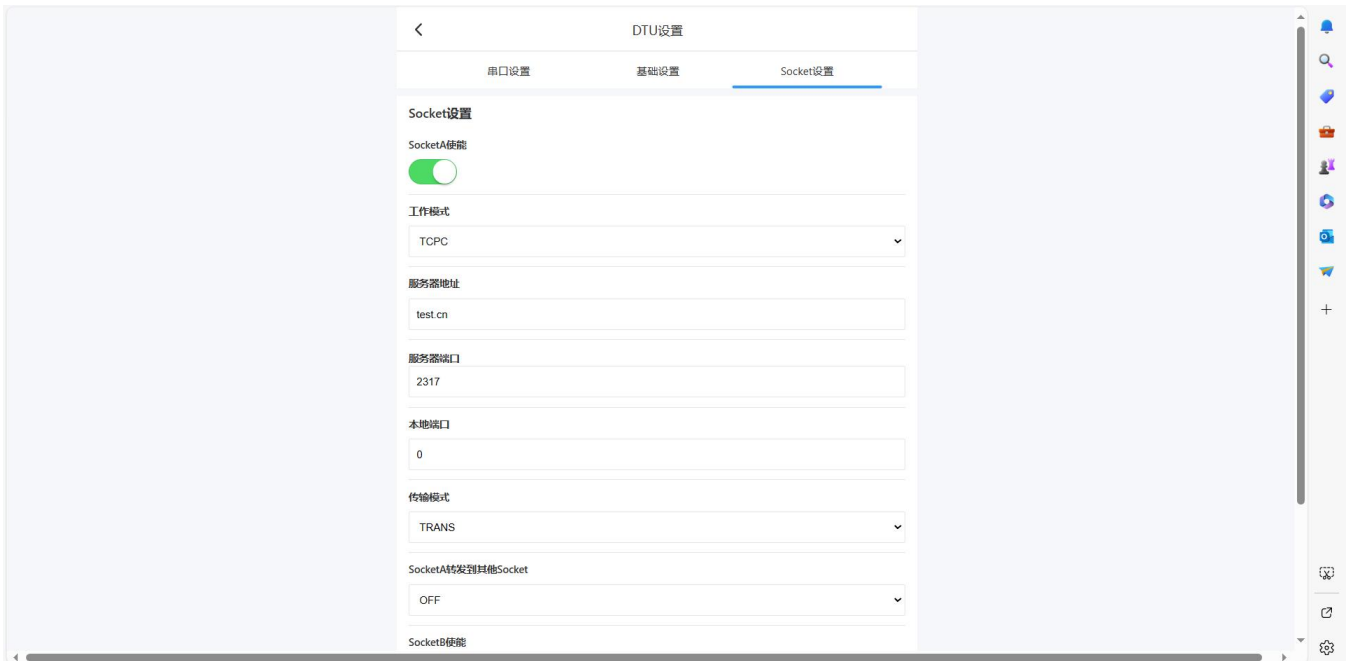 DTU设置
串口设置 基础设置 Socket设置
Socket设置
SocketA使能
工作模式
TCPC
服务器地址
test.cn
服务器端口
2317
本地端口
0
传输模式
TRANS
SocketA转发到其他Socket
OFF
SocketB使能